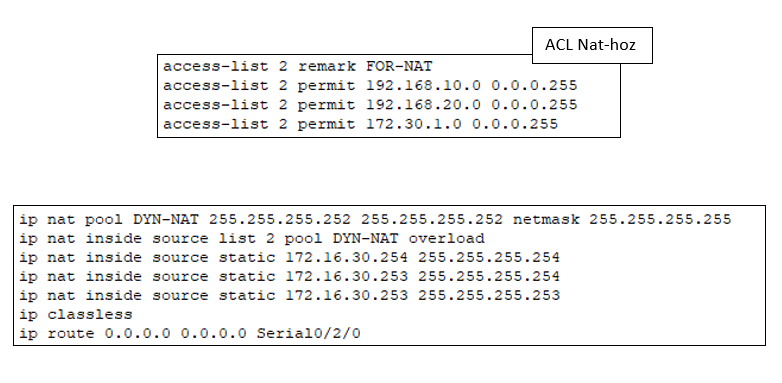 ACL Nat-hoz
access-list 2 remark FOR-NAT
access-list 2 permit 192.168.10.0 0.0.0.255
access-list 2 permit 192.168.20.0 0.0.0.255
access-list 2 permit 172.30.1.0 0.0.0.255
ip nat pool DYN-NAT 255.255.255.252 255.255.255.252 netmask 255.255.255.255
ip nat inside source list 2 pool DYN-NAT overload
ip nat inside source static 172.16.30.254 255.255.255.254
ip nat inside source static 172.16.30.253 255.255.255.254
ip nat inside source static 172.16.30.253 255.255.255.253
ip classless
ip route 0.0.0.0 0.0.0.0 Serial0/2/0